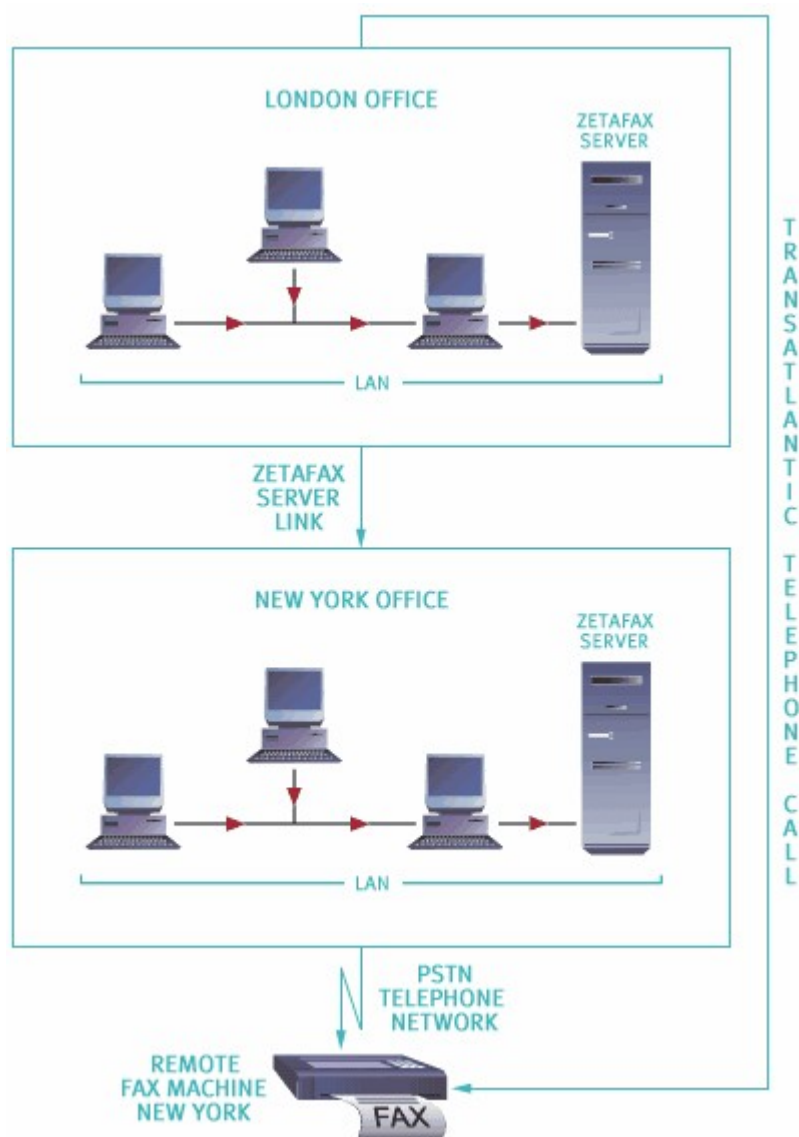 LONDON OFFICE
ZETAFAX
SERVER
LAN
ZETAFAX
SERVER
LINK
NEW YORK OFFICE
ZETAFAX
SERVER
LAN
PSTN
TELEPHONE
NETWORK
REMOTE
FAX MACHINE
NEW YORK
FAX
TRANSATLANTIC TELEPHONE CALL